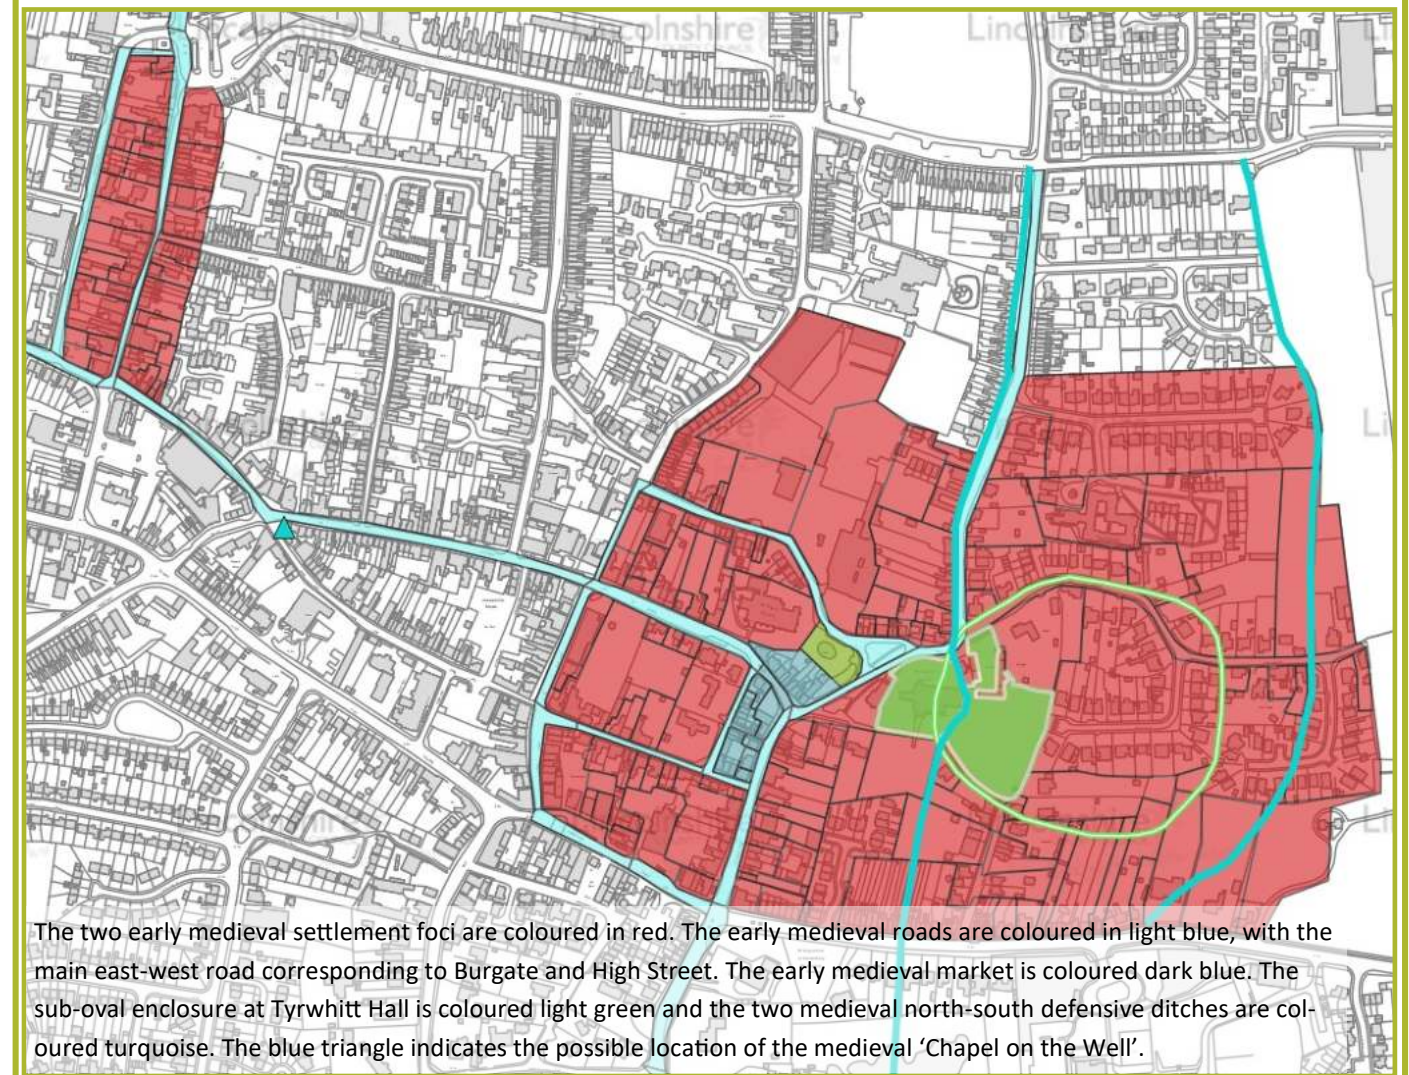 Lincolnshire
The two early medieval settlement foci are coloured in red. The early medieval roads are coloured in light blue, with the
main east-west road corresponding to Burgate and High Street. The early medieval market is coloured dark blue. The
sub-oval enclosure at Tyrwhitt Hall is coloured light green and the two medieval north-south defensive ditches are col-
oured turquoise. The blue triangle indicates the possible location of the medieval ‘Chapel on the Well’.